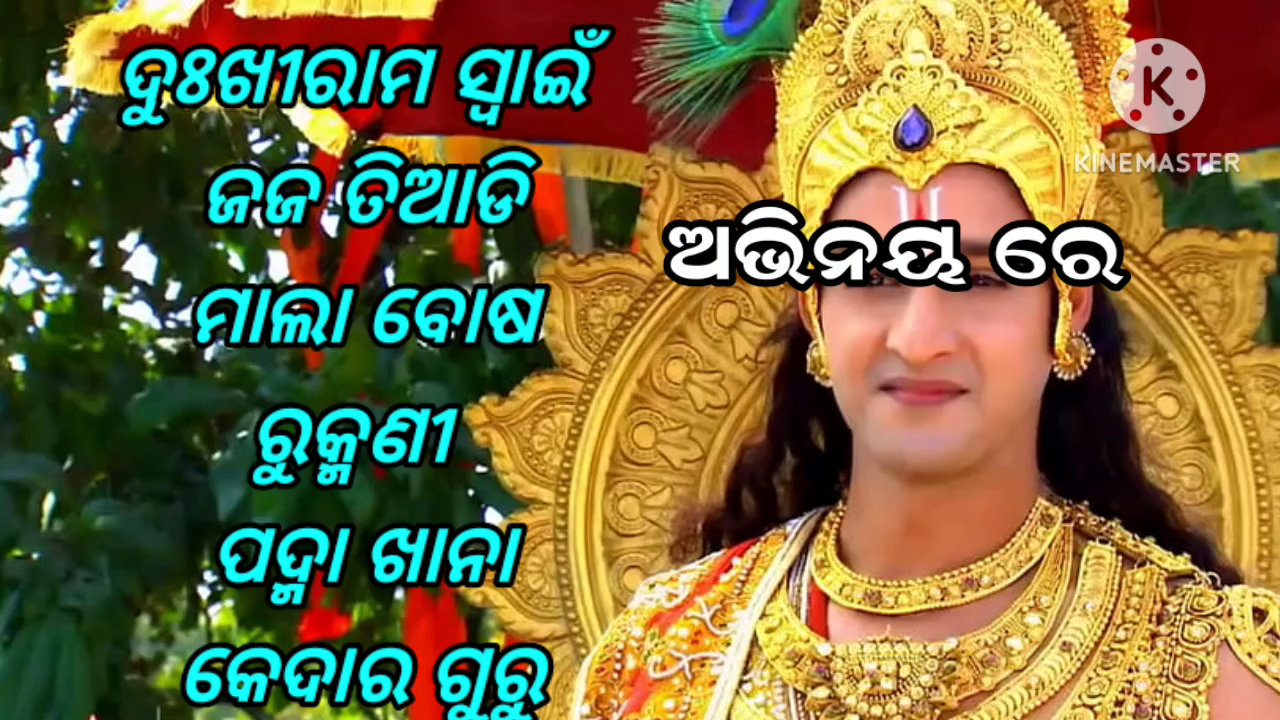 ଦୁଃଖୀରାମ ସ୍ୱାଇଁ
ଜଜ ତିଆଡି
ମାଲା ବୋଷ
ରୁକ୍ମଣୀ
ପଦ୍ମା ଖାନା
କେଦାର ଗୁରୁ
ଅଭିନୟ ରେ
K
KINEMASTER